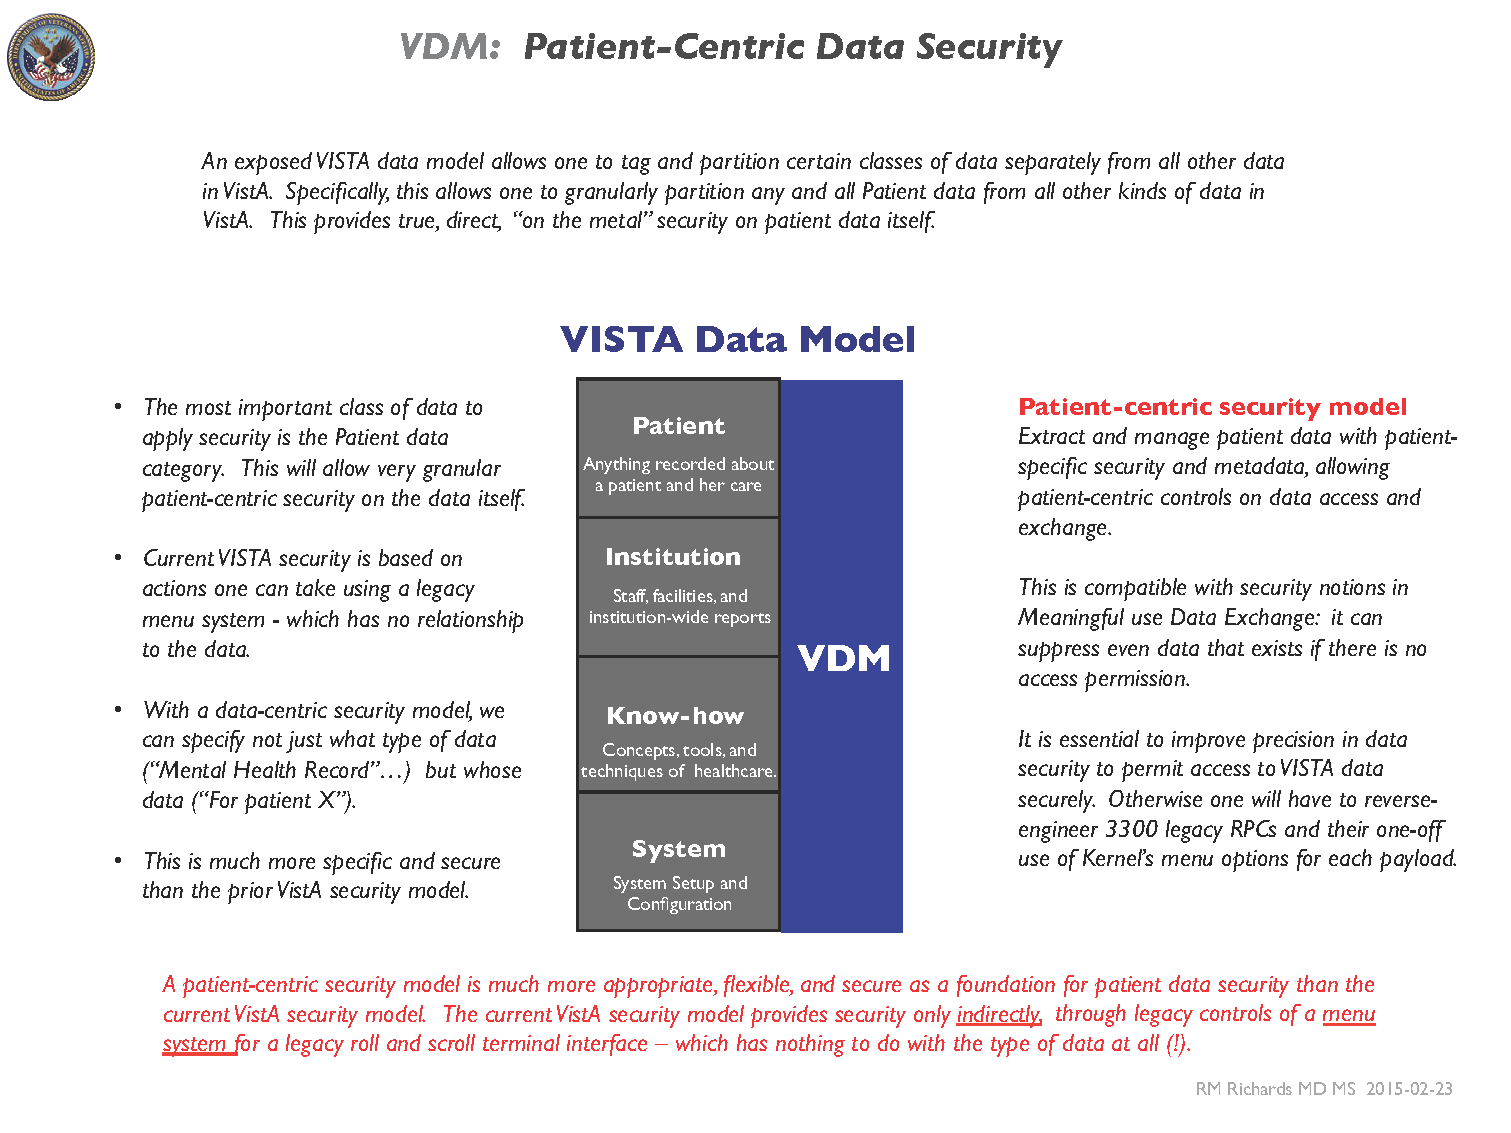 VDM: Patient-Centric Data Security
An exposed VISTA data model allows one to tag and partition certain classes of data separately from all other data
in VistA. Specifically, this allows one to granularly partition any and all Patient data from all other kinds of data in
VistA. This provides true, direct, “on the metal” security on patient data itself.
VISTA Data Model
• The most important class of data to
apply security is the Patient data
category. This will allow very granular
patient-centric security on the data itself.
• Current VISTA security is based on
actions one can take using a legacy
menu system - which has no relationship
to the data.
• With a data-centric security model, we
can specify not just what type of data
(“Mental Health Record”…) but whose
data (“For patient X”).
• This is much more specific and secure
than the prior VistA security model.
Patient
Anything recorded about
a patient and her care
Institution
Staff, facilities, and
institution-wide reports
Know-how
Concepts, tools, and
techniques of healthcare.
System
System Setup and
Configuration
VDM
Patient-centric security model
Extract and manage patient data with patient-
specific security and metadata, allowing
patient-centric controls on data access and
exchange.
This is compatible with security notions in
Meaningful use Data Exchange: it can
suppress even data that exists if there is no
access permission.
It is essential to improve precision in data
security to permit access to VISTA data
securely. Otherwise one will have to reverse-
engineer 3300 legacy RPCs and their one-off
use of Kernel’s menu options for each payload.
A patient-centric security model is much more appropriate, flexible, and secure as a foundation for patient data security than the
current VistA security model. The current VistA security model provides security only indirectly, through legacy controls of a menu
system for a legacy roll and scroll terminal interface – which has nothing to do with the type of data at all (!).
RM Richards MD MS 2015-02-23